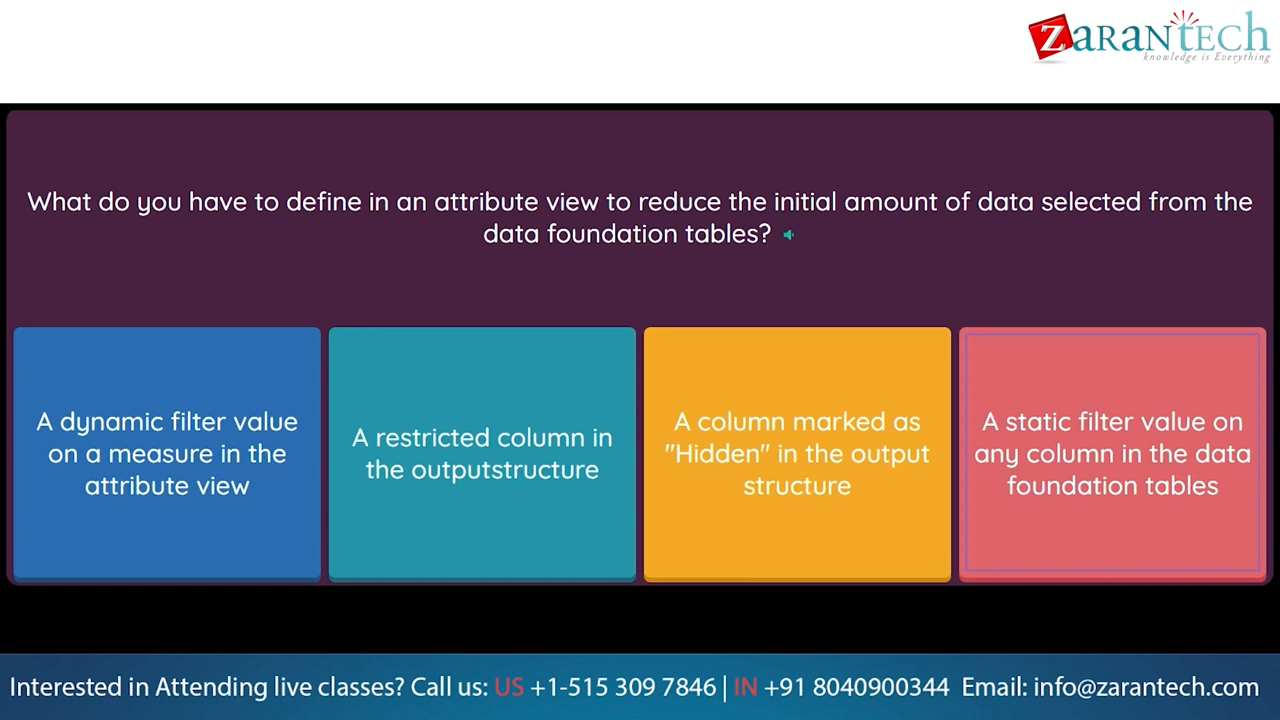 ZARANTECH
knowledge is Everything
What do you have to define in an attribute view to reduce the initial amount of data selected from the
data foundation tables?
A dynamic filter value
on a measure in the
attribute view
A restricted column in
the outputstructure
A column marked as
"Hidden" in the output
structure
A static filter value on
any column in the data
foundation tables
Interested in Attending live classes? Call us: US +1-515 309 7846 | IN +91 8040900344 Email: info@zarantech.com